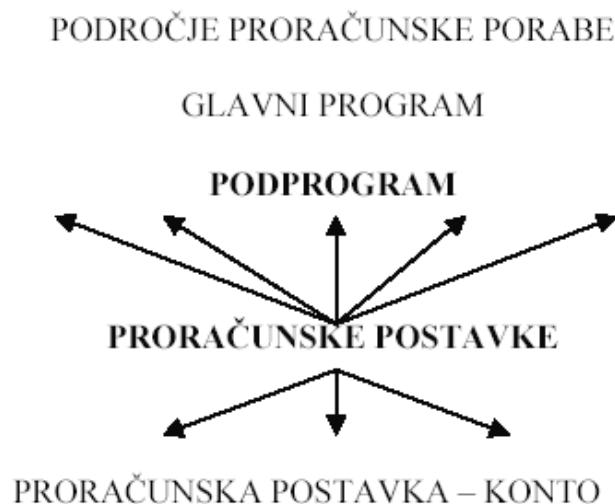 PODROČJE PRORAČUNSKE PORABE
GLAVNI PROGRAM
PODPROGRAM
PRORAČUNSKE POSTAVKE
PRORAČUNSKA POSTAVKA – KONTO